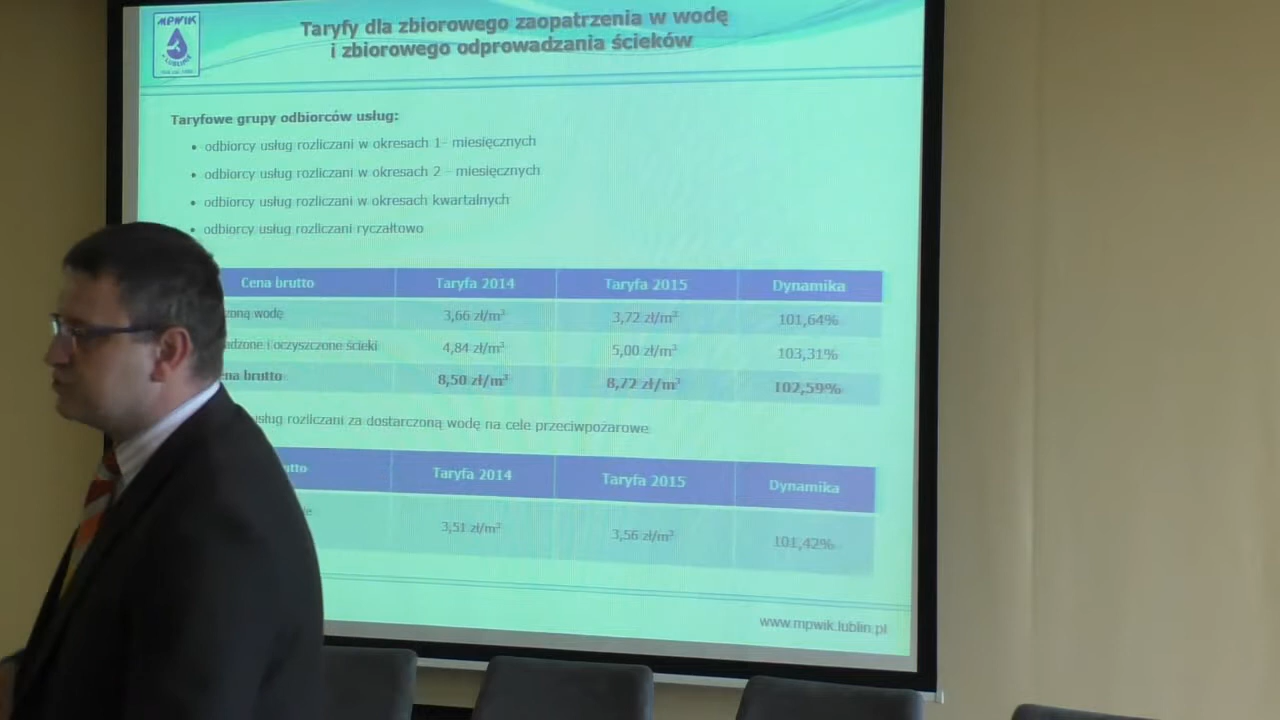 MPWIK
LUBLIN
Taryfy dla zbiorowego zaopatrzenia w wodę
i zbiorowego odprowadzania ścieków
Taryfowe grupy odbiorców usług:
• odbiorcy usług rozliczani w okresach 1- miesięcznych
• odbiorcy usług rozliczani w okresach 2 - miesięcznych
• odbiorcy usług rozliczani w okresach kwartalnych
• odbiorcy usług rozliczani ryczałtowo
Cena brutto Taryfa 2014 Taryfa 2015 Dynamika
wodę 3,66 zł/m³ 3,72 zł/m³ 101,64%
i oczyszczone ścieki 4,84 zł/m³ 5,00 zł/m³ 103,31%
brutto 8,50 zł/m³ 8,72 zł/m³ 102,59%
rozliczani za dostarczoną wodę na cele przeciwpożarowe
Taryfa 2014 Taryfa 2015 Dynamika
3,51 zł/m³ 3,56 zł/m³ 101,42%
www.mpwik.lublin.pl